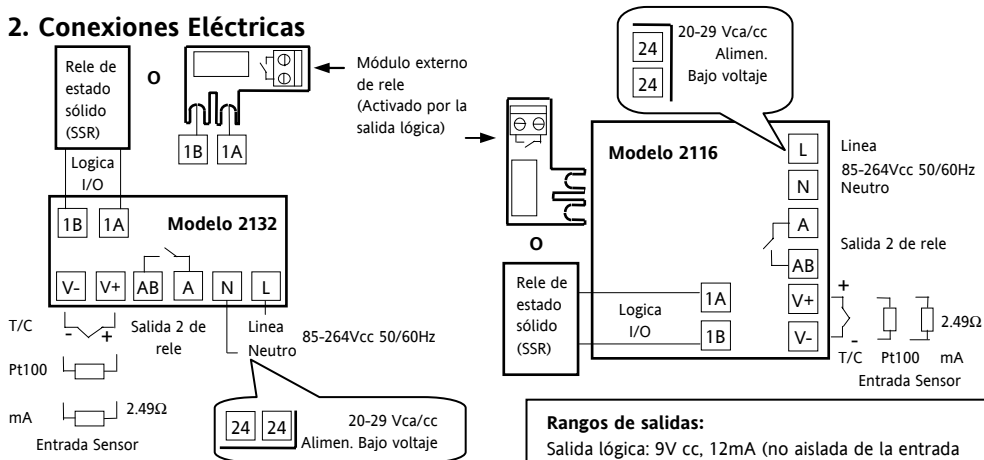 2. Conexiones Eléctricas
Rele de
estado
sólido
(SSR)
O
1B 1A
Módulo externo
de rele
(Activado por la
salida lógica)
Logica
I/O
1B 1A
Modelo 2132
V- V+ AB A N L
T/C
- +
Salida 2 de
rele
Linea
Neutro
85-264Vcc 50/60Hz
Pt100
mA
2.49Ω
Entrada Sensor
24 24
20-29 Vca/cc
Alimen. Bajo voltaje
24
24
20-29 Vca/cc
Alimen.
Bajo voltaje
Modelo 2116
L
N
A
AB
V+
V-
Linea
85-264Vcc 50/60Hz
Neutro
Salida 2 de rele
O
Rele de
estado
sólido
(SSR)
Logica
I/O
1A
1B
+
-
2.49Ω
T/C Pt100 mA
Entrada Sensor
Rangos de salidas:
Salida lógica: 9V cc, 12mA (no aislada de la entrada